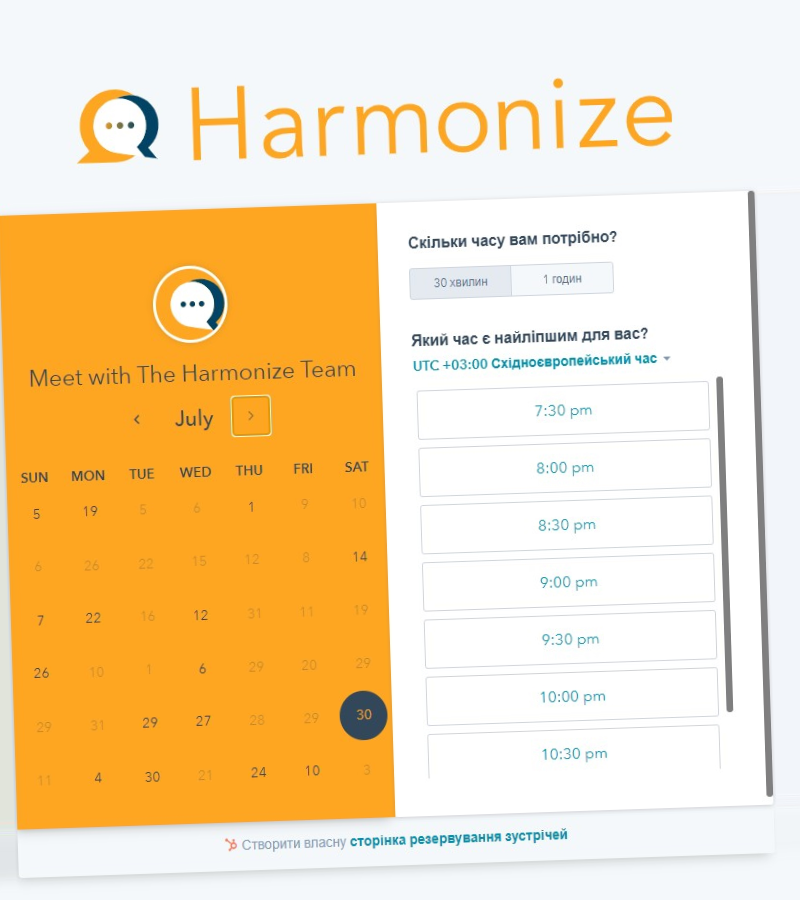 Harmonize
Meet with The Harmonize Team
July
SUN MON TUE WED THU FRI SAT
5 19 5 6 1 9 10
6 26 22 15 12 8 14
7 22 16 12 31 11 19
26 10 1 6 29 20 29
29 31 29 27 28 29 30
11 4 30 21 24 10 3
Скільки часу вам потрібно?
30 хвилин 1 годин
Який час є найліпшим для вас?
UTC +03:00 Східноєвропейський час
7:30 pm
8:00 pm
8:30 pm
9:00 pm
9:30 pm
10:00 pm
10:30 pm
Створити власну сторінка резервування зустрічей